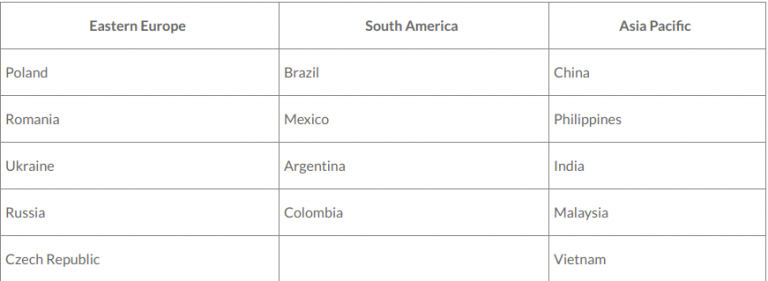 Eastern Europe South America Asia Pacific
Poland Brazil China
Romania Mexico Philippines
Ukraine Argentina India
Russia Colombia Malaysia
Czech Republic Vietnam